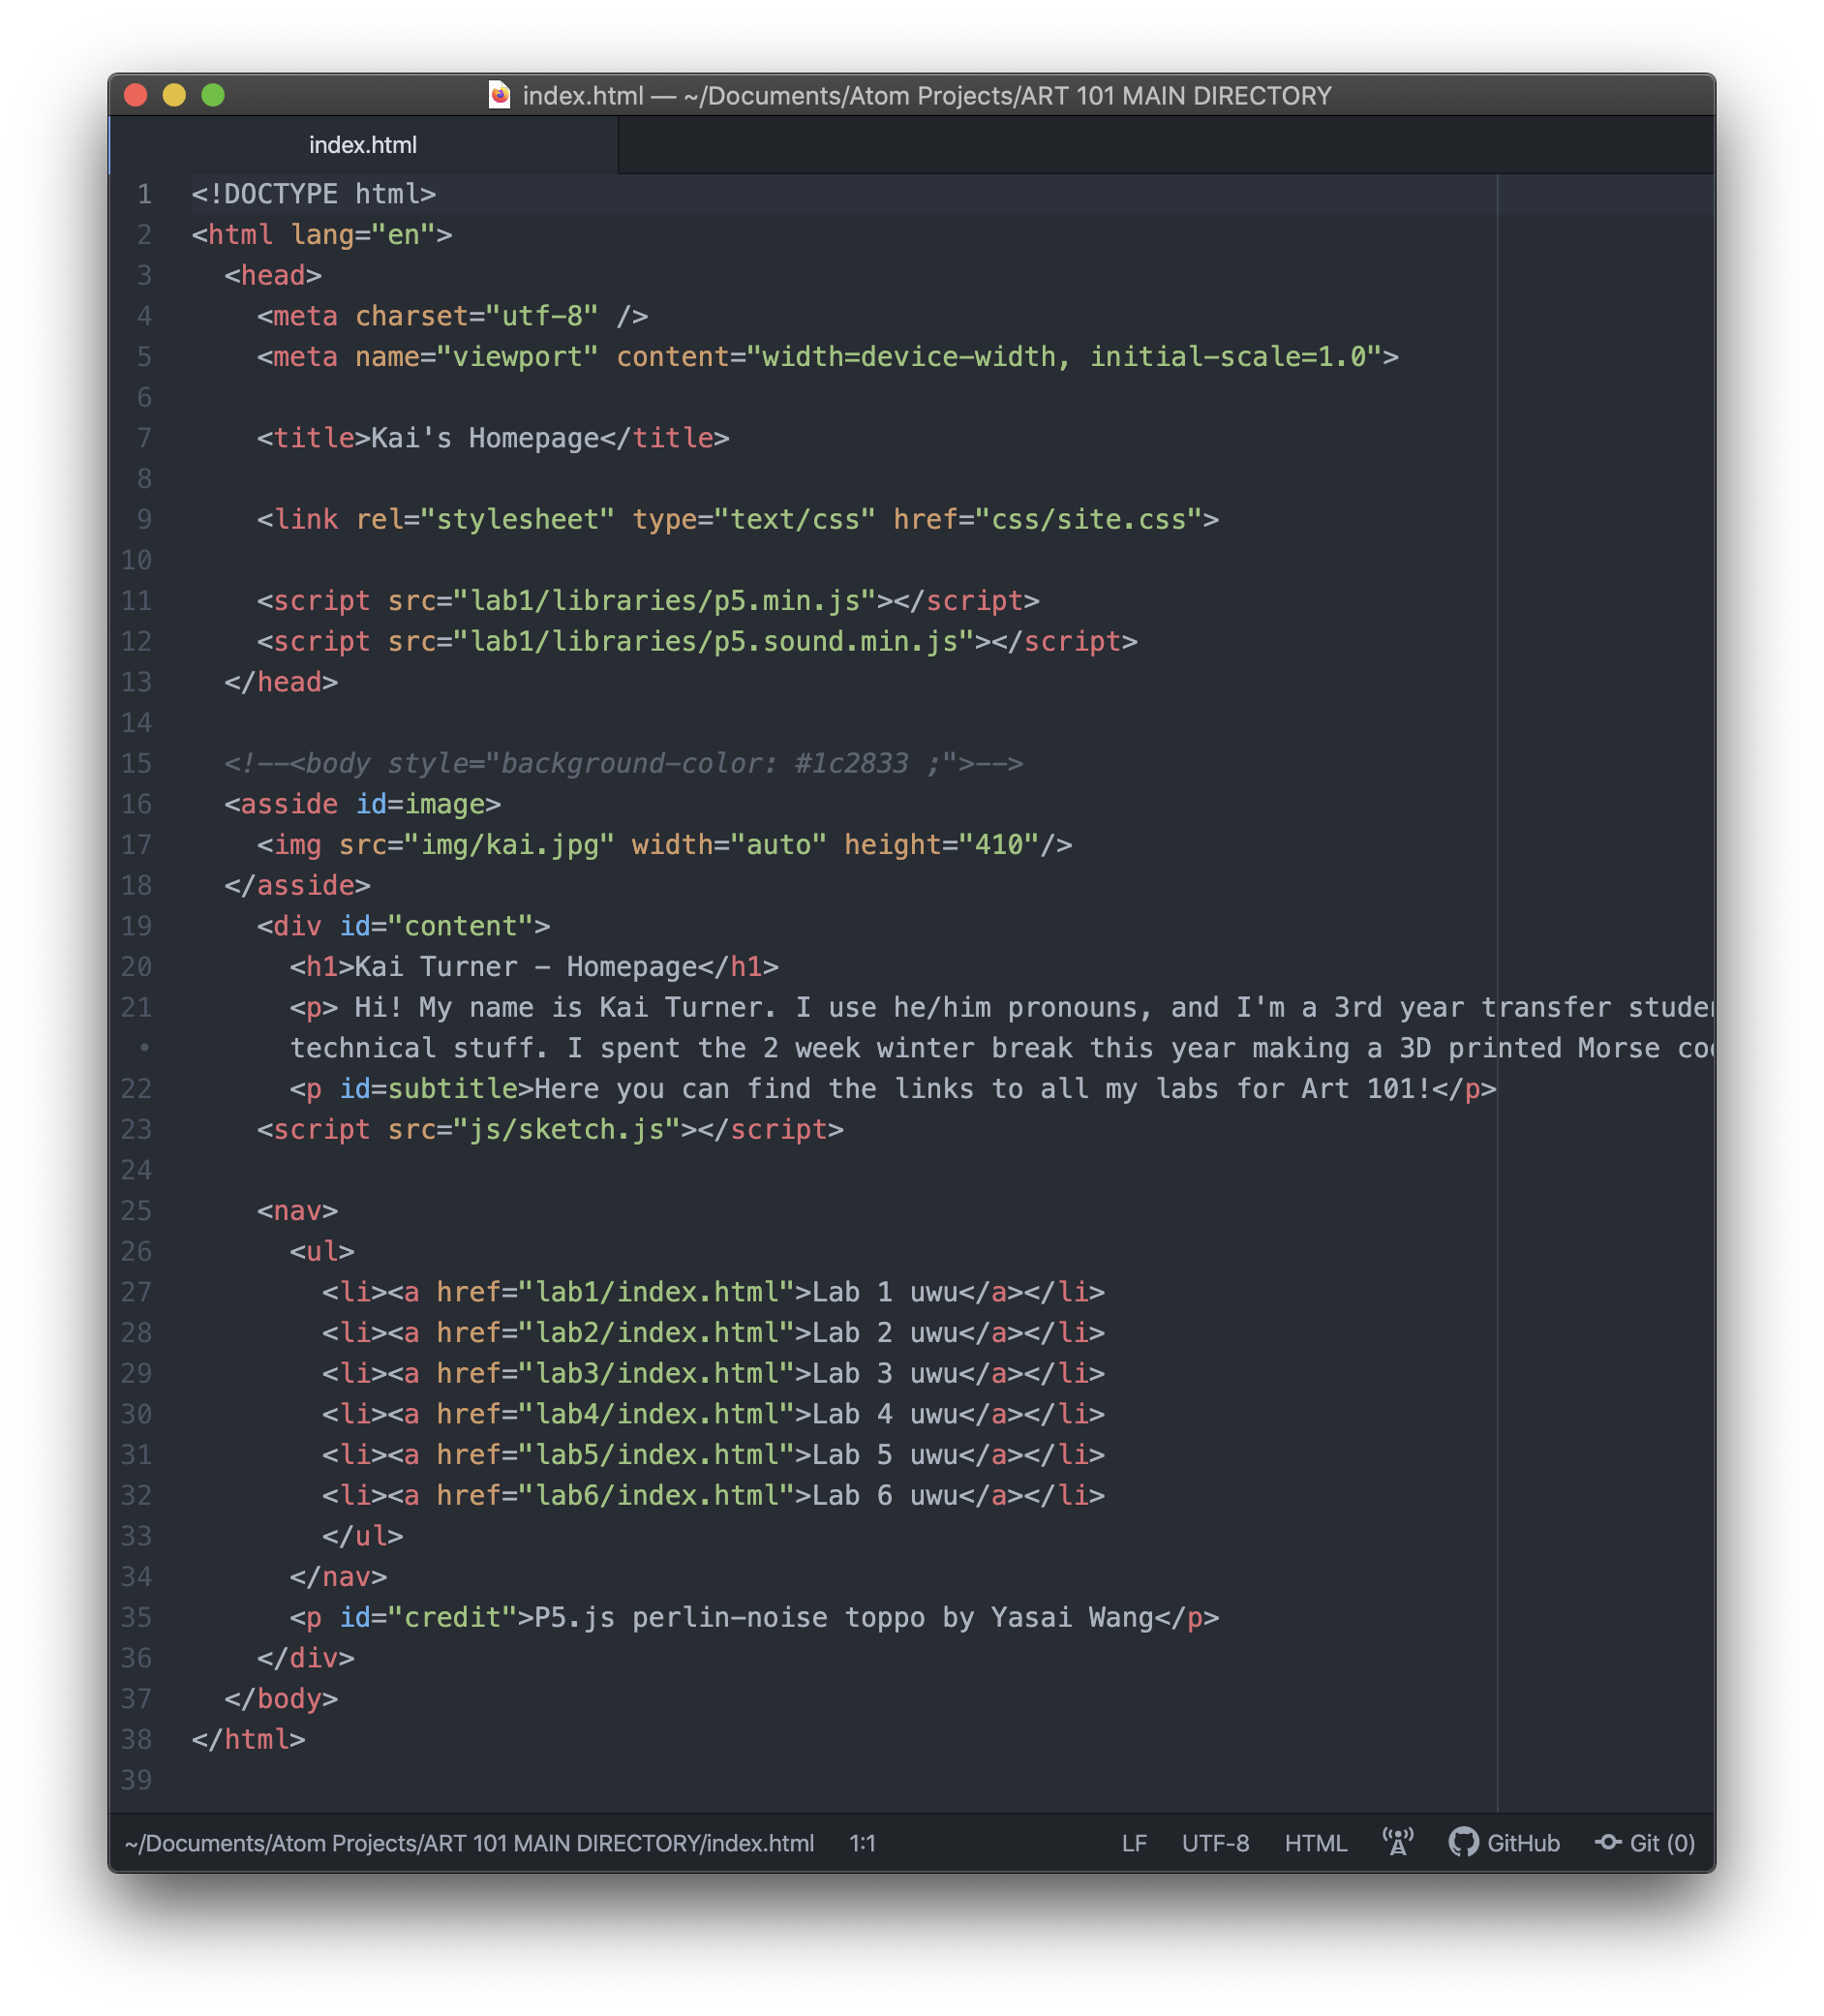 index.html — ~/Documents/Atom Projects/ART 101 MAIN DIRECTORY
index.html
1 <!DOCTYPE html>
2 <html lang="en">
3 <head>
4 <meta charset="utf-8" />
5 <meta name="viewport" content="width=device-width, initial-scale=1.0">
6
7 <title>Kai's Homepage</title>
8
9 <link rel="stylesheet" type="text/css" href="css/site.css">
10
11 <script src="lab1/libraries/p5.min.js"></script>
12 <script src="lab1/libraries/p5.sound.min.js"></script>
13 </head>
14
15 <!--<body style="background-color: #1c2833 ;">-->
16 <asside id=image>
17 <img src="img/kai.jpg" width="auto" height="410"/>
18 </asside>
19 <div id="content">
20 <h1>Kai Turner - Homepage</h1>
21 <p> Hi! My name is Kai Turner. I use he/him pronouns, and I'm a 3rd year transfer
• technical stuff. I spent the 2 week winter break this year making a 3D printed Morse
22 <p id=subtitle>Here you can find the links to all my labs for Art 101!</p>
23 <script src="js/sketch.js"></script>
24
25 <nav>
26 <ul>
27 <li><a href="lab1/index.html">Lab 1 uwu</a></li>
28 <li><a href="lab2/index.html">Lab 2 uwu</a></li>
29 <li><a href="lab3/index.html">Lab 3 uwu</a></li>
30 <li><a href="lab4/index.html">Lab 4 uwu</a></li>
31 <li><a href="lab5/index.html">Lab 5 uwu</a></li>
32 <li><a href="lab6/index.html">Lab 6 uwu</a></li>
33 </ul>
34 </nav>
35 <p id="credit">P5.js perlin-noise toppo by Yasai Wang</p>
36 </div>
37 </body>
38 </html>
39
~/Documents/Atom Projects/ART 101 MAIN DIRECTORY/index.html 1:1 LF UTF-8 HTML GitHub Git (0)